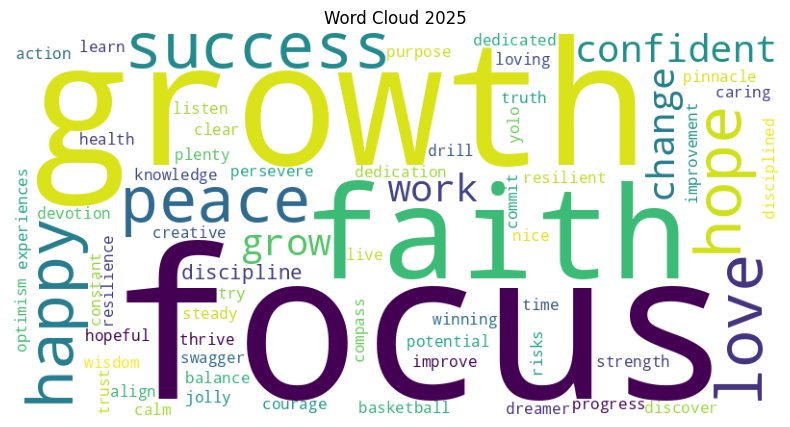 Word Cloud 2025
success
growth
confident
action
learn
purpose
dedicated
loving
pinnacle
caring
truth
yolo
change
hope
improvement
disciplined
listen
clear
health
plenty
drill
knowledge
persevere
dedication
resilient
commit
peace
work
faith
devotion
creative
grow
live
nice
optimism
experiences
happy
constant
resilience
discipline
focus
love
try
steady
compass
winning
time
hopeful
thrive
potential
risks
wisdom
swagger
improve
strength
balance
trust
align
jolly
calm
courage
basketball
dreamer
progress
discover